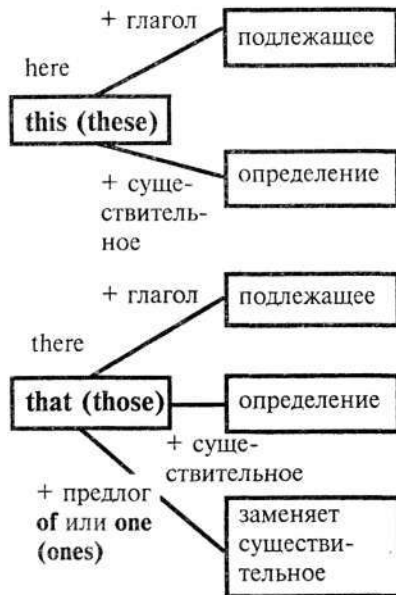 + глагол
подлежащее
here
this (these)
+ суще-
ствитель-
ное
определение
+ глагол
подлежащее
there
that (those)
определение
+ суще-
ствительное
+ предлог
of или one
(ones)
заменяет
существи-
тельное